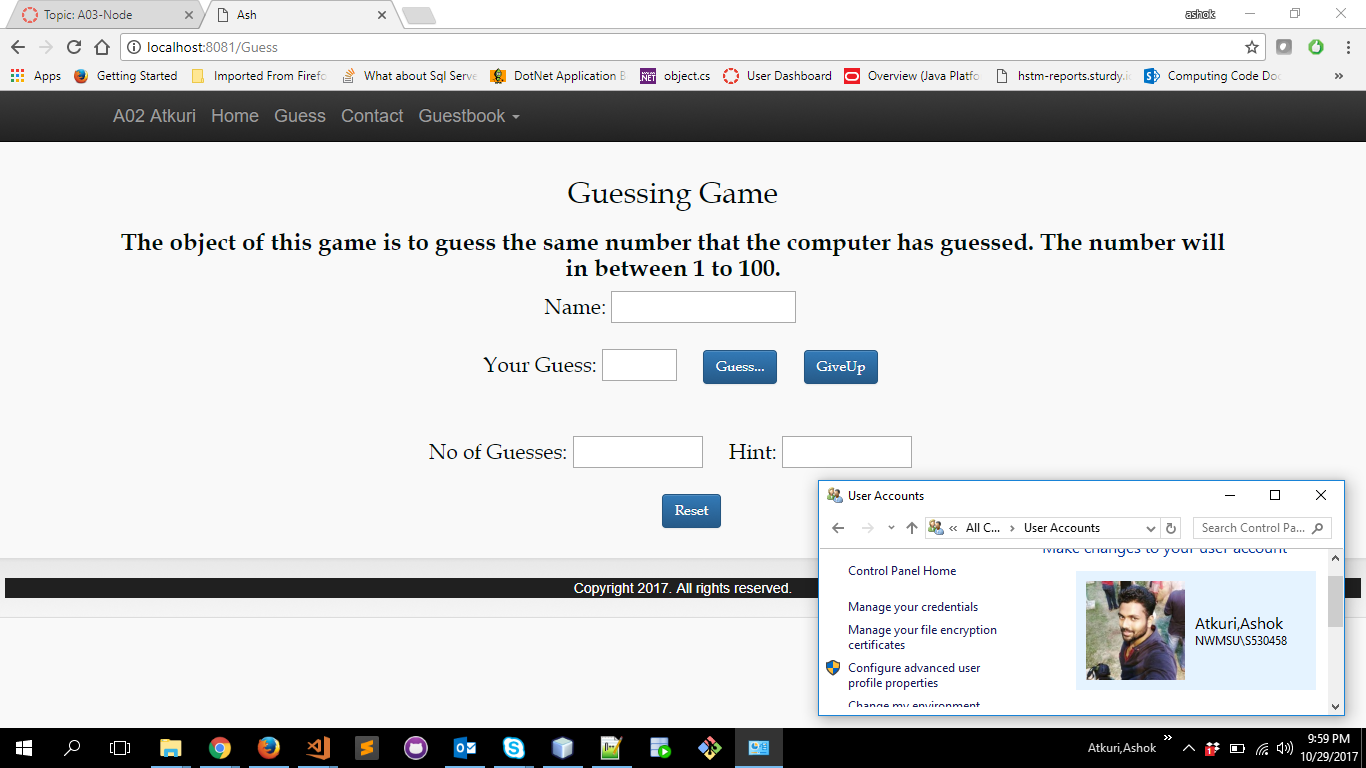 Topic: A03-Node
Ash
ashok
localhost:8081/Guess
Apps
Getting Started
Imported From Firefo
What about Sql Serve
DotNet Application B
object.cs
User Dashboard
Overview (Java Platfo
hstm-reports.sturdy.i
Computing Code Do
»
A02 Atkuri
Home
Guess
Contact
Guestbook
Guessing Game
The object of this game is to guess the same number that the computer has guessed. The number will
in between 1 to 100.
Name:
Your Guess:
Guess...
GiveUp
No of Guesses:
Hint:
Reset
Copyright 2017. All rights reserved.
User Accounts
« All C... > User Accounts
Search Control Pa...
Make changes to your user account
Control Panel Home
Manage your credentials
Manage your file encryption
certificates
Configure advanced user
profile properties
Change my environment
Atkuri,Ashok
NWMSU\S530458
Atkuri,Ashok
»
9:59 PM
10/29/2017